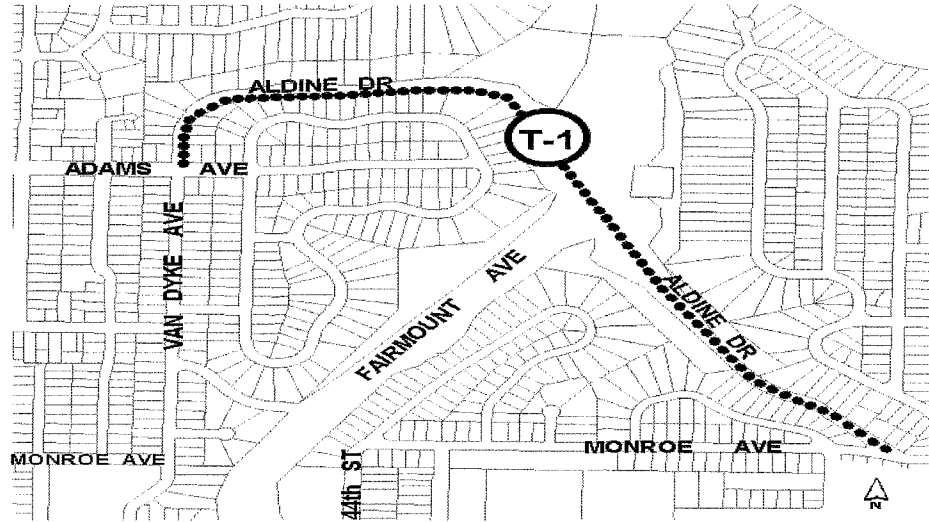 ALDINE DR
T-1
ADAMS AVE
VAN DYKE AVE
FAIRMOUNT AVE
ALDINE DR
MONROE AVE
MONROE AVE
44th ST
N